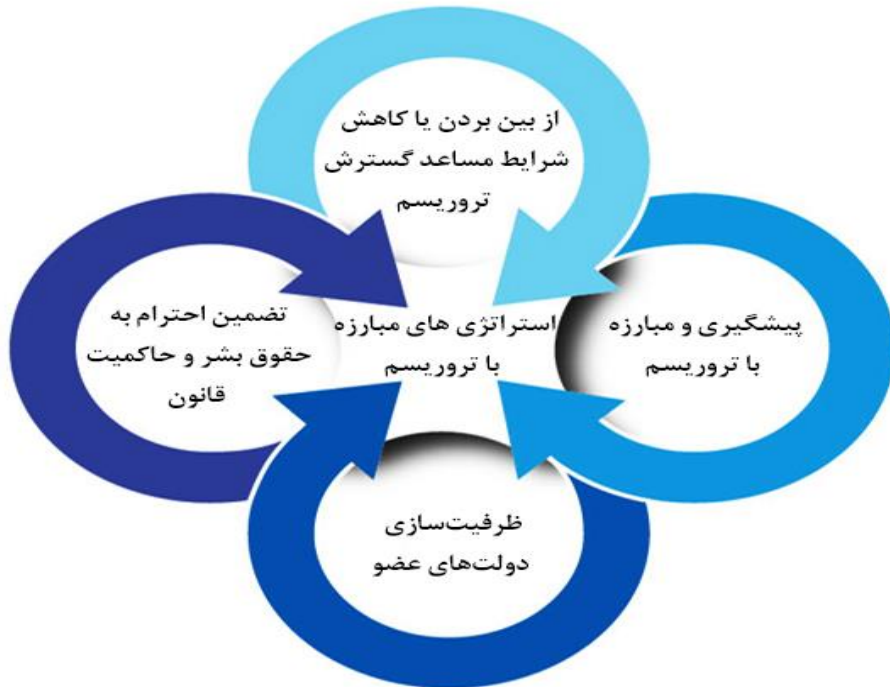 از بین بردن یا کاهش
شرایط مساعد گسترش
تروریسم
پیشگیری و مبارزه
با تروریسم
استراتژی های مبارزه
با تروریسم
تضمین احترام به
حقوق بشر و حاکمیت
قانون
ظرفیت‌سازی
دولت‌های عضو